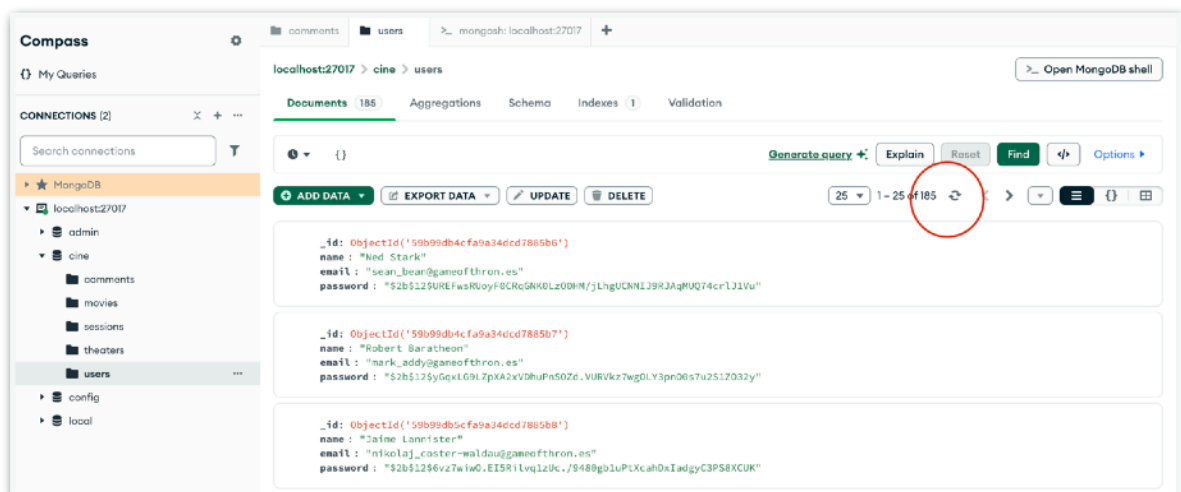 Compass
My Queries
CONNECTIONS (2)
Search connections
MongoDB
localhost:27017
admin
cine
comments
movies
sessions
theaters
users
config
local
comments users >_ mongosh: localhost:27017 +
localhost:27017 > cine > users
>_ Open MongoDB shell
Documents 185 Aggregations Schema Indexes 1 Validation
{} Generate query Explain Reset Find </> Options
ADD DATA EXPORT DATA UPDATE DELETE 25 1 – 25 of 185 {}
_id: ObjectId('59b99db4cfa9a34dcd7885b6')
name : "Ned Stark"
email : "sean_bean@gameofthron.es"
password : "$2b$12$UREFwsRUoyF0CRqGNK0LzO0HM/jLhgUCNNIJ9RJAqMUQ74crlJ1Vu"
_id: ObjectId('59b99db4cfa9a34dcd7885b7')
name : "Robert Baratheon"
email : "mark_addy@gameofthron.es"
password : "$2b$12$yGqxLG9LZpXA2xVDhuPnSOZd.VURVkz7wgOLY3pnO0s7u2S1ZO32y"
_id: ObjectId('59b99db5cfa9a34dcd7885b8')
name : "Jaime Lannister"
email : "nikolaj_coster-waldau@gameofthron.es"
password : "$2b$12$6vz7wiwO.EI5Rilvq1zUc./9480gb1uPtXcahDxIadgyC3PS8XCUK"